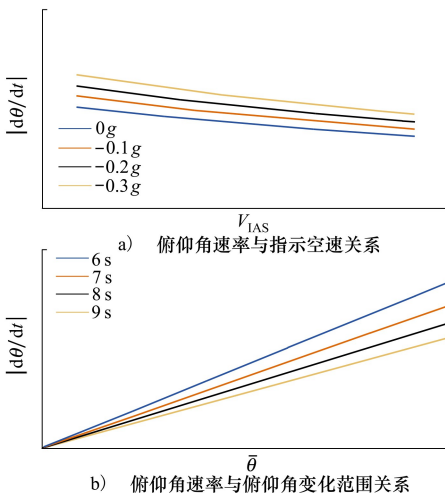 |dθ/dt|
0g
−0.1g
−0.2g
−0.3g
V_IAS
a) 俯仰角速率与指示空速关系
|dθ/dt|
6 s
7 s
8 s
9 s
θ̄
b) 俯仰角速率与俯仰角变化范围关系